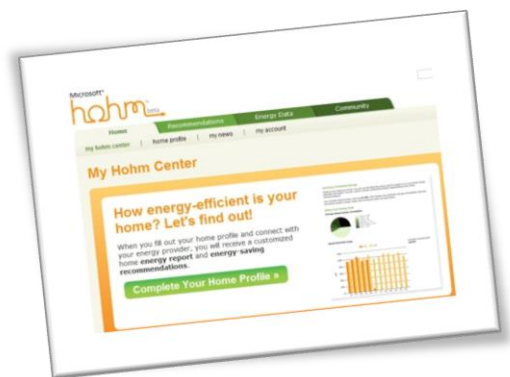 Microsoft®
hohm beta
Home Recommendations Energy Data Community
my hohm center | home profile | my news | my account
My Hohm Center
How energy-efficient is your
home? Let's find out!
When you fill out your home profile and connect with
your energy provider, you will receive a customized
home energy report and energy-saving
recommendations.
Complete Your Home Profile »